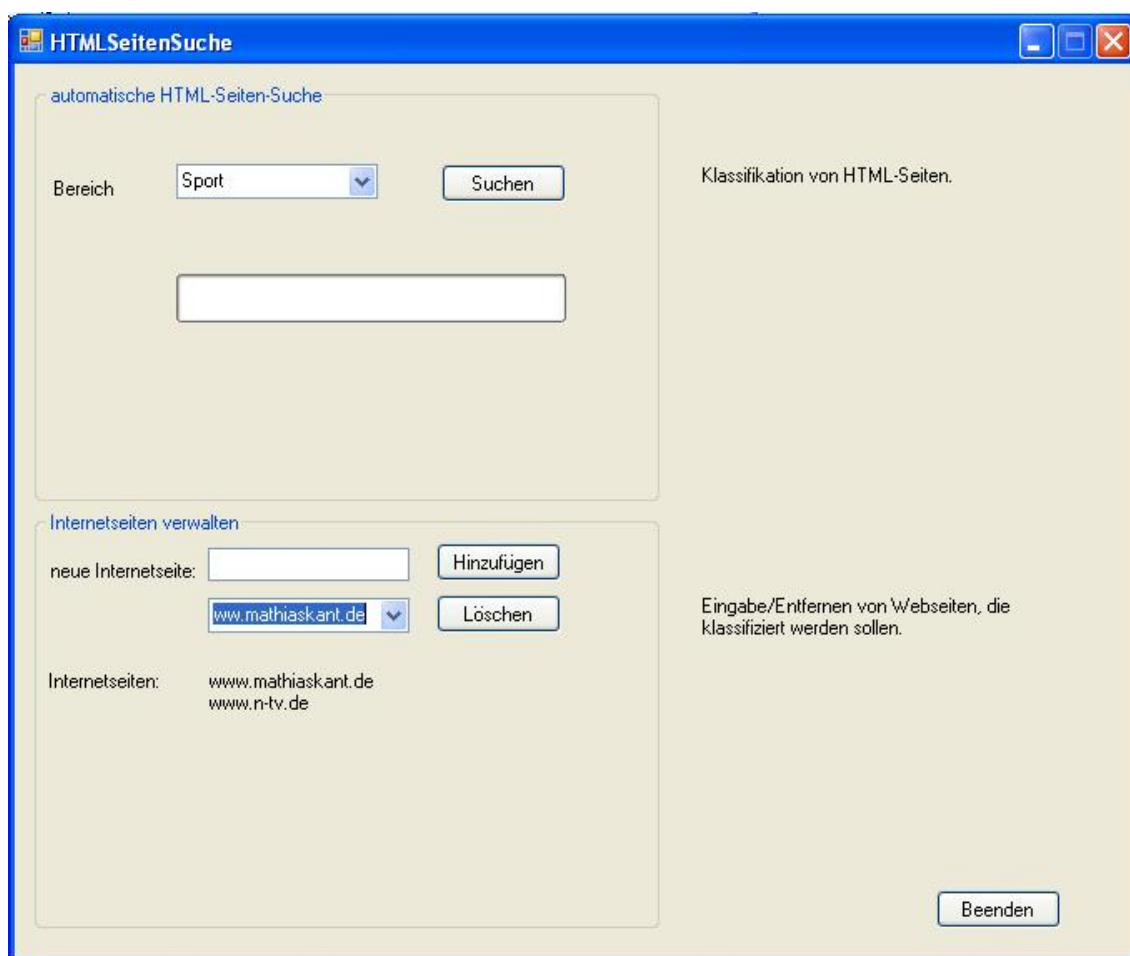 HTMLSeitenSuche
automatische HTML-Seiten-Suche
Bereich
Sport
Suchen
Klassifikation von HTML-Seiten.
Internetseiten verwalten
neue Internetseite:
Hinzufügen
ww.mathiaskant.de
Löschen
Eingabe/Entfernen von Webseiten, die
klassifiziert werden sollen.
Internetseiten:
www.mathiaskant.de
www.n-tv.de
Beenden